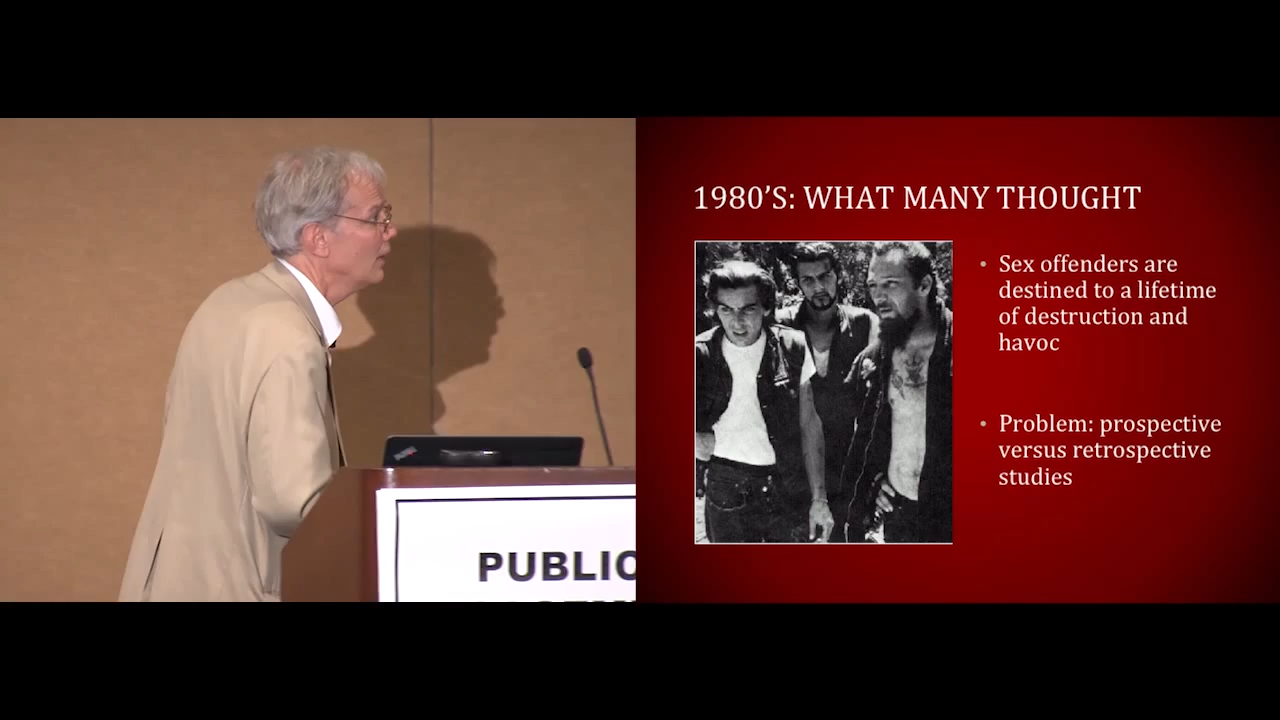 1980'S: WHAT MANY THOUGHT
• Sex offenders are
destined to a lifetime
of destruction and
havoc
• Problem: prospective
versus retrospective
studies
PUBLIC